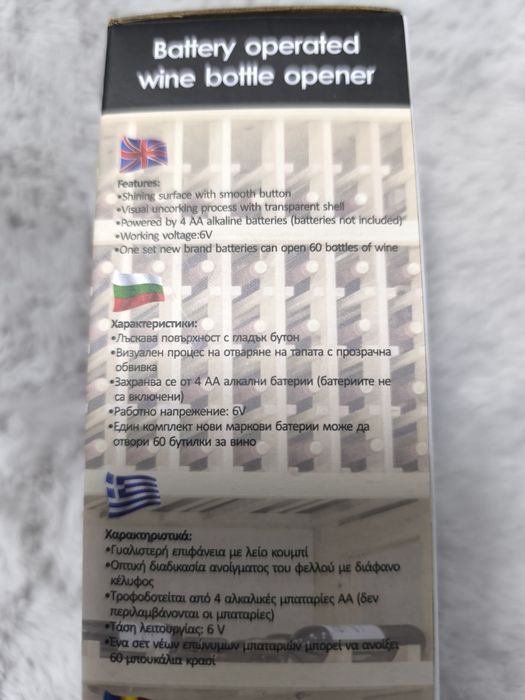 Battery operated
wine bottle opener
Features:
•Shining surface with smooth button
•Visual uncorking process with transparent shell
•Powered by 4 AA alkaline batteries (batteries not included)
•Working voltage:6V
•One set new brand batteries can open 60 bottles of wine
Характеристики:
•Лъскава повърхност с гладък бутон
•Визуален процес на отваряне на тапата с прозрачна
обвивка
•Захранва се от 4 АА алкални батерии (батериите не
са включени)
•Работно напрежение: 6V
•Един комплект нови маркови батерии може да
отвори 60 бутилки за вино
Χαρακτηριστικά:
•Γυαλιστερή επιφάνεια με λείο κουμπί
•Οπτική διαδικασία ανοίγματος του φελλού με διάφανο
κέλυφος
•Τροφοδοτείται από 4 αλκαλικές μπαταρίες ΑΑ (δεν
περιλαμβάνονται οι μπαταρίες)
•Τάση λειτουργίας: 6 V
•Ένα σετ νέων επώνυμων μπαταριών μπορεί να ανοίξει
60 μπουκάλια κρασί